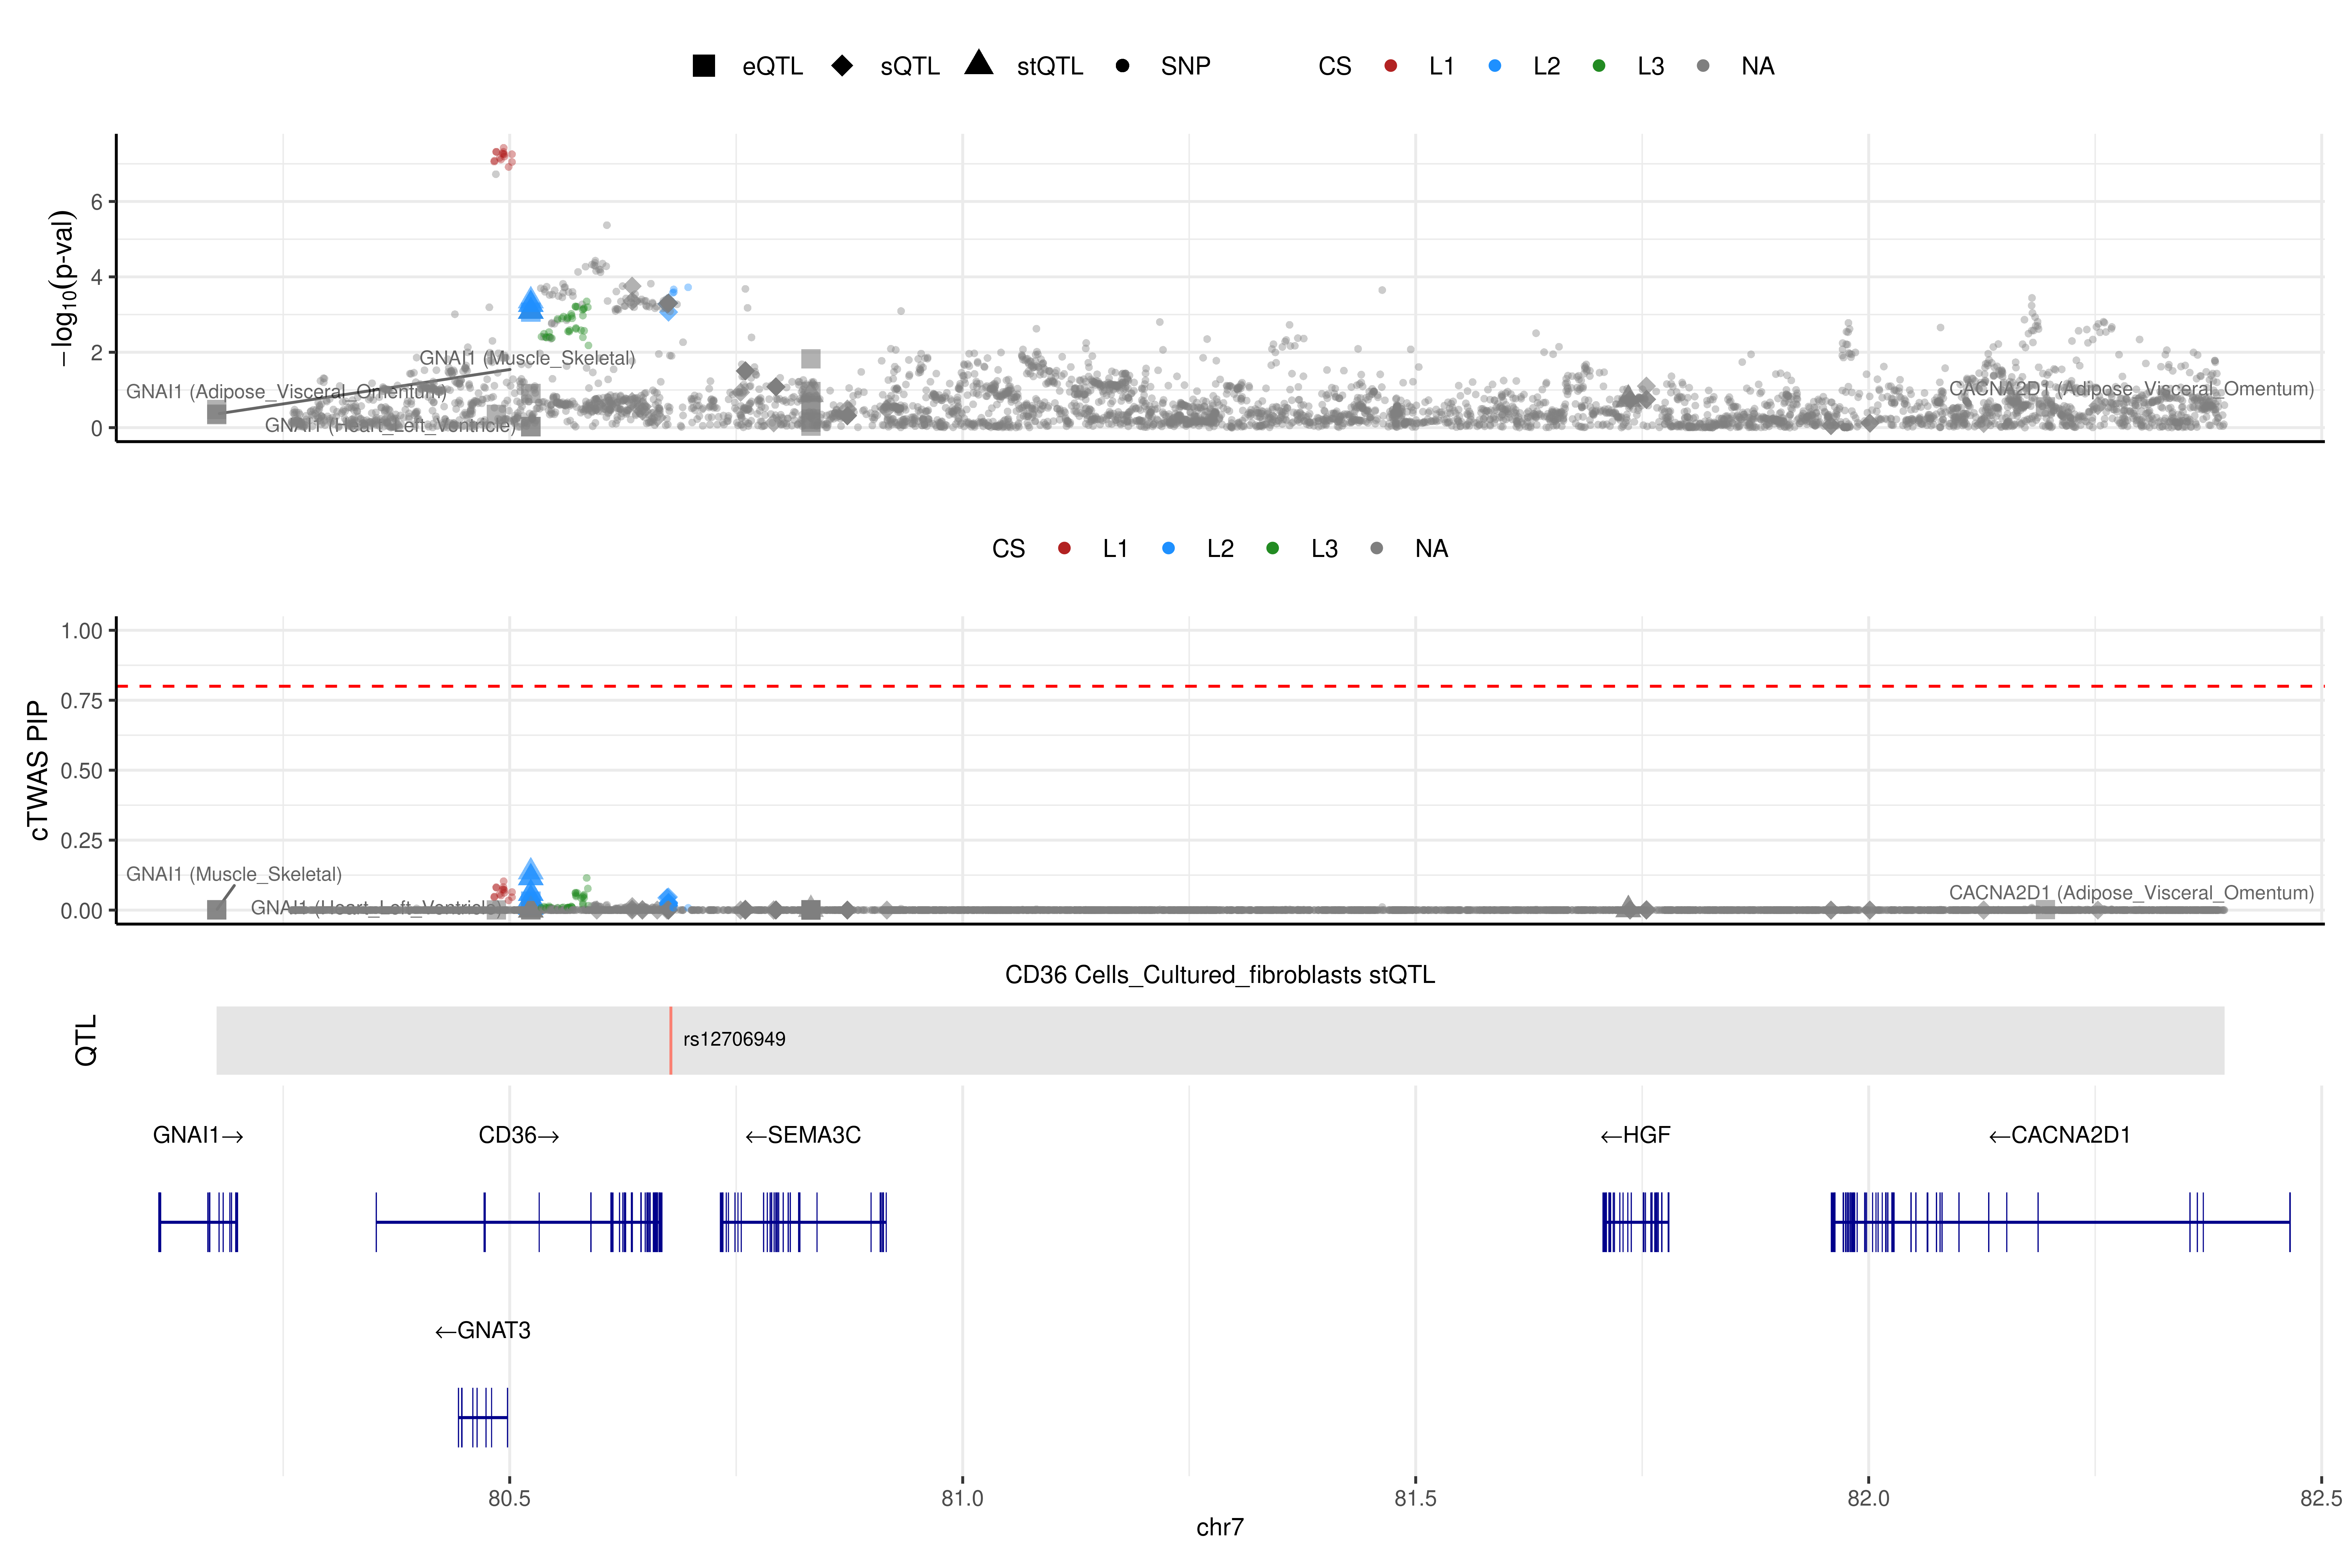 eQTL sQTL stQTL SNP CS L1 L2 L3 NA
−log10(p-val)
6
4
2
0
GNAI1 (Muscle_Skeletal)
GNAI1 (Adipose_Visceral_Omentum)
CACNA2D1 (Adipose_Visceral_Omentum)
GNAI1 (Heart_Left_Ventricle)
CS L1 L2 L3 NA
cTWAS PIP
1.00
0.75
0.50
0.25
0.00
GNAI1 (Muscle_Skeletal)
CACNA2D1 (Adipose_Visceral_Omentum)
GNAI1 (Heart_Left_Ventricle)
CD36 Cells_Cultured_fibroblasts stQTL
QTL
rs12706949
GNAI1→ CD36→ ←SEMA3C ←HGF ←CACNA2D1
←GNAT3
80.5 81.0 81.5 82.0 82.5
chr7